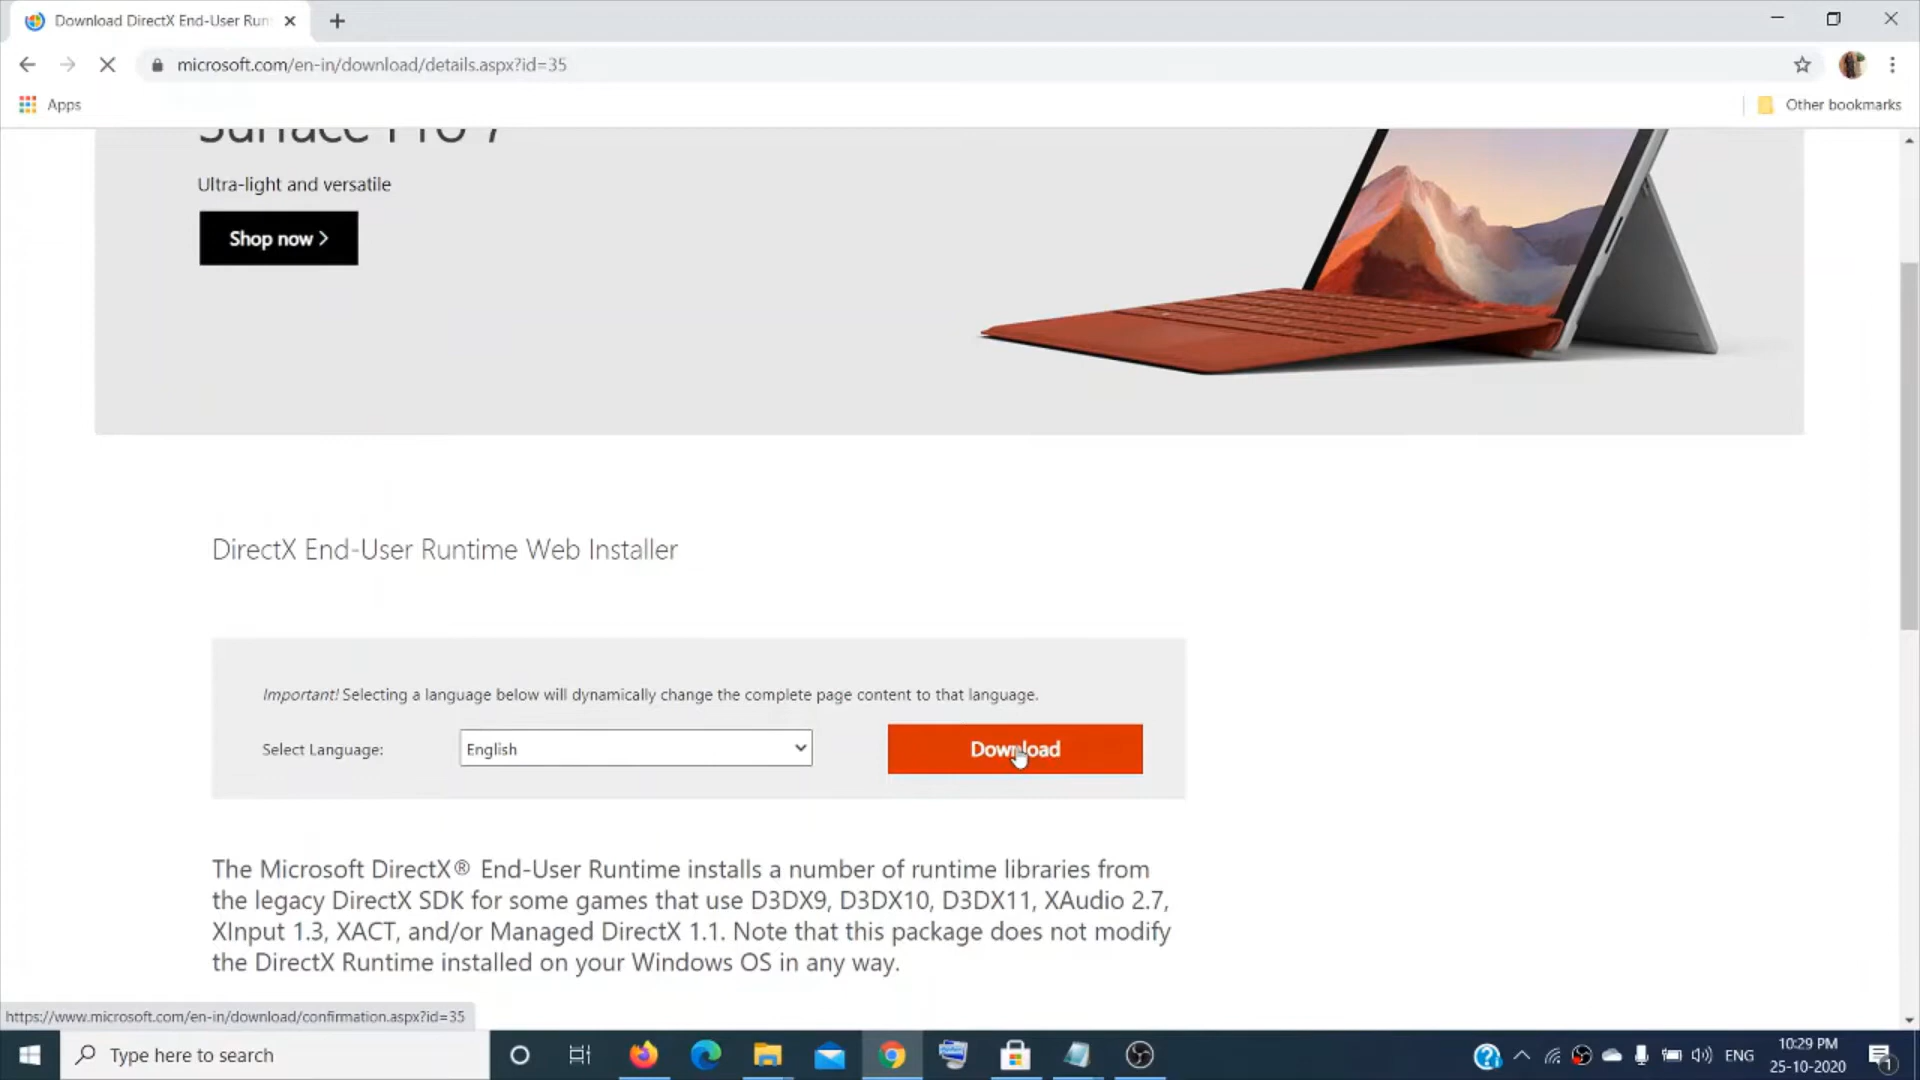 Download DirectX End-User Run
microsoft.com/en-in/download/details.aspx?id=35
Apps
Other bookmarks
Surface Pro 7
Ultra-light and versatile
Shop now >
DirectX End-User Runtime Web Installer
Important! Selecting a language below will dynamically change the complete page content to that language.
Select Language:
English
Download
The Microsoft DirectX® End-User Runtime installs a number of runtime libraries from
the legacy DirectX SDK for some games that use D3DX9, D3DX10, D3DX11, XAudio 2.7,
XInput 1.3, XACT, and/or Managed DirectX 1.1. Note that this package does not modify
the DirectX Runtime installed on your Windows OS in any way.
https://www.microsoft.com/en-in/download/confirmation.aspx?id=35
Type here to search
ENG
10:29 PM
25-10-2020
1